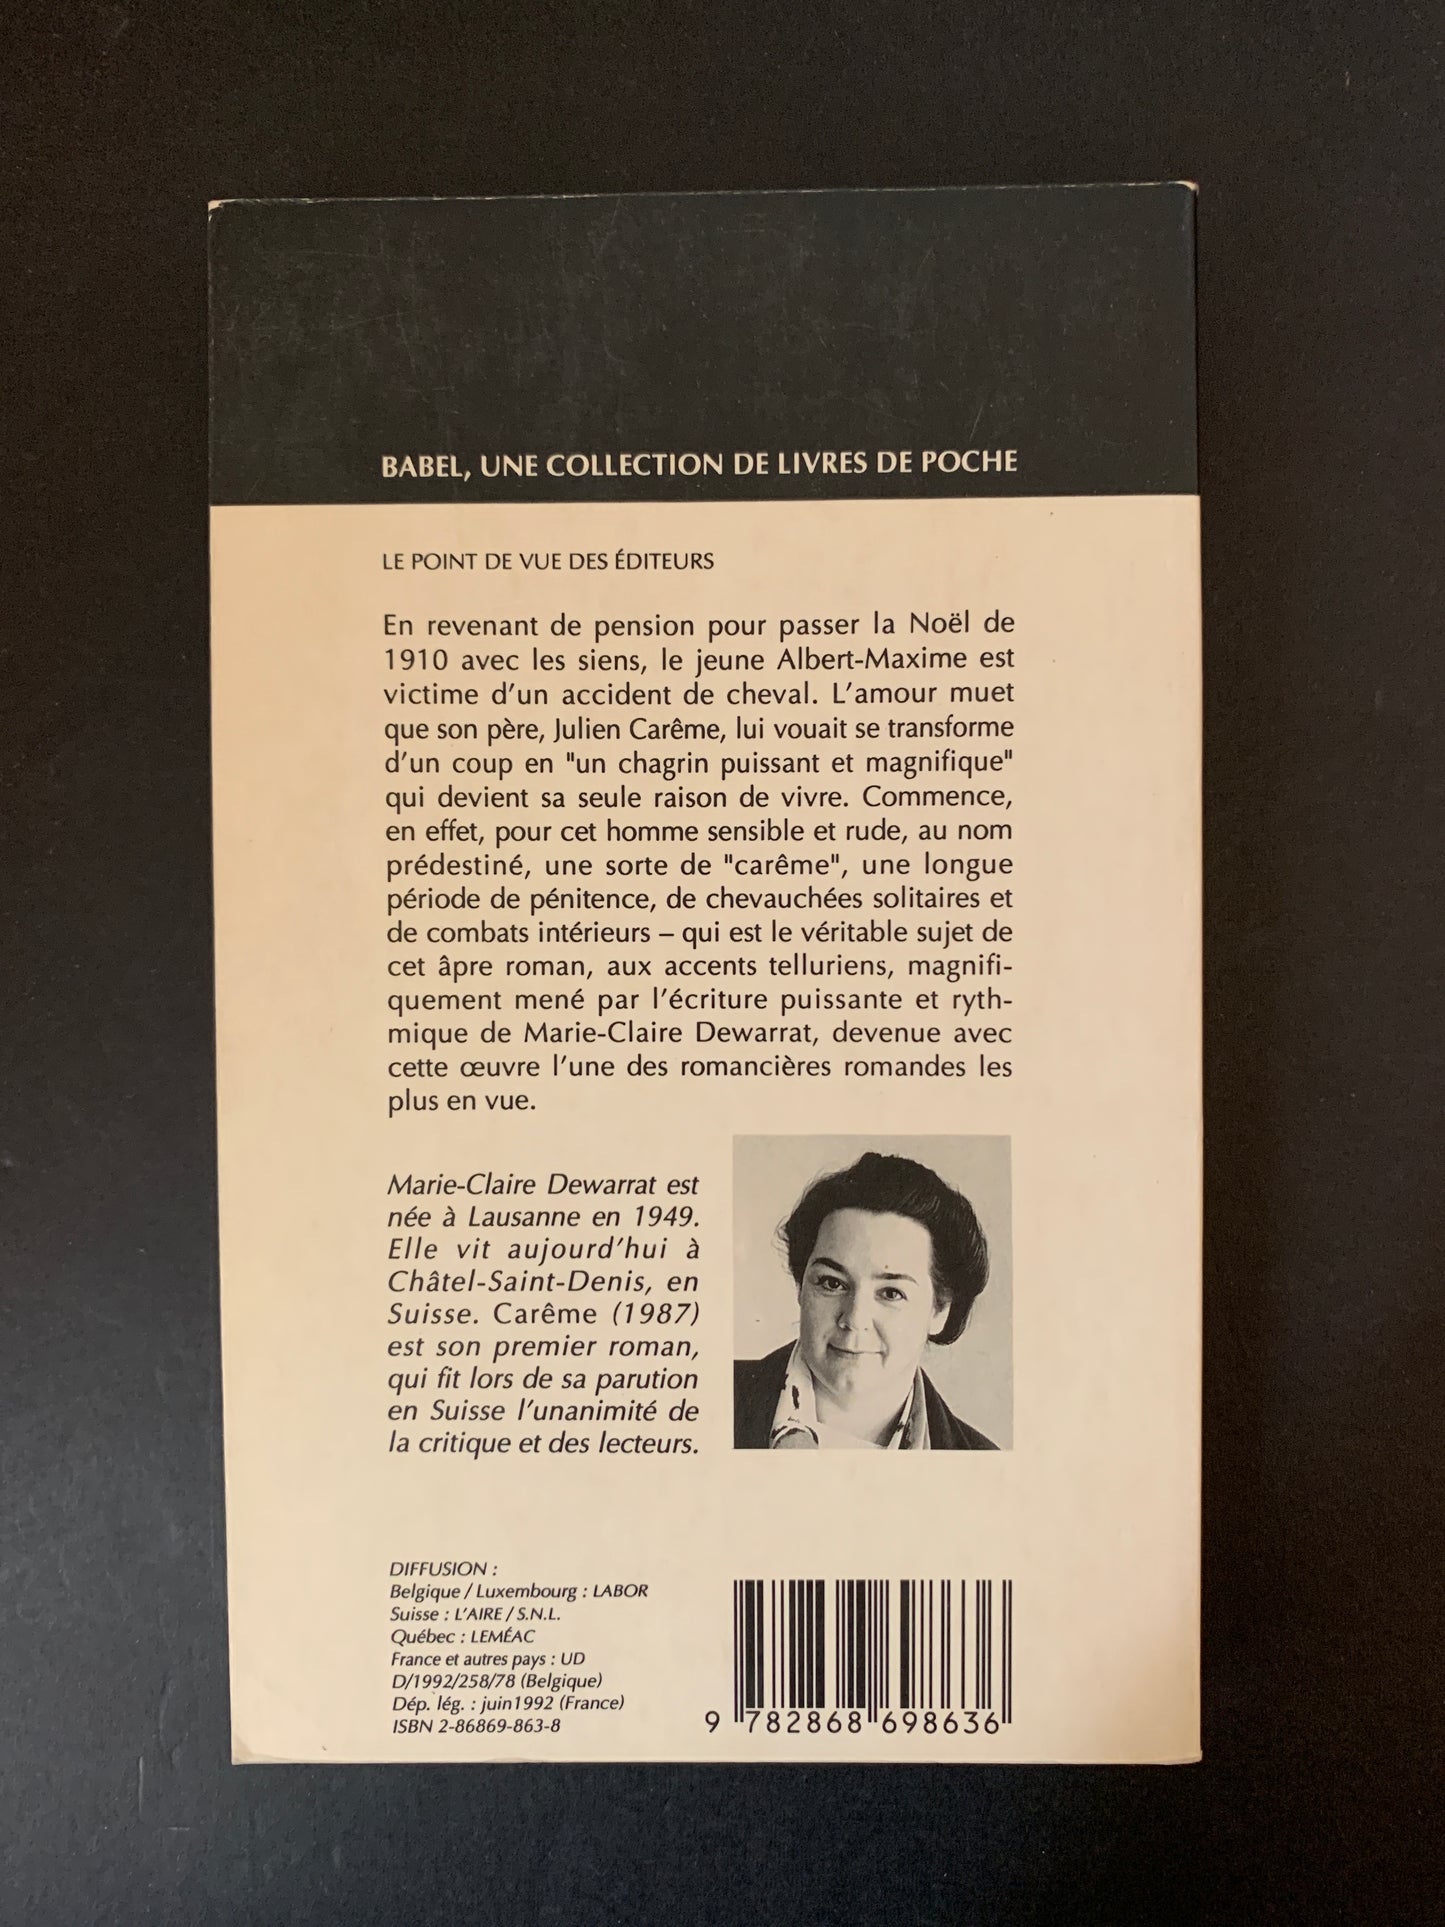 BABEL, UNE COLLECTION DE LIVRES DE POCHE
LE POINT DE VUE DES ÉDITEURS
En revenant de pension pour passer la Noël de
1910 avec les siens, le jeune Albert-Maxime est
victime d'un accident de cheval. L'amour muet
que son père, Julien Carême, lui vouait se transforme
d'un coup en "un chagrin puissant et magnifique"
qui devient sa seule raison de vivre. Commence,
en effet, pour cet homme sensible et rude, au nom
prédestiné, une sorte de "carême", une longue
période de pénitence, de chevauchées solitaires et
de combats intérieurs – qui est le véritable sujet de
cet âpre roman, aux accents telluriens, magnifi-
quement mené par l'écriture puissante et ryth-
mique de Marie-Claire Dewarrat, devenue avec
cette œuvre l'une des romancières romandes les
plus en vue.
Marie-Claire Dewarrat est
née à Lausanne en 1949.
Elle vit aujourd'hui à
Châtel-Saint-Denis, en
Suisse. Carême (1987)
est son premier roman,
qui fit lors de sa parution
en Suisse l'unanimité de
la critique et des lecteurs.
DIFFUSION :
Belgique / Luxembourg : LABOR
Suisse : L'AIRE / S.N.L.
Québec : LEMÉAC
France et autres pays : UD
D/1992/258/78 (Belgique)
Dép. lég. : juin1992 (France)
ISBN 2-86869-863-8
9 782868 698636